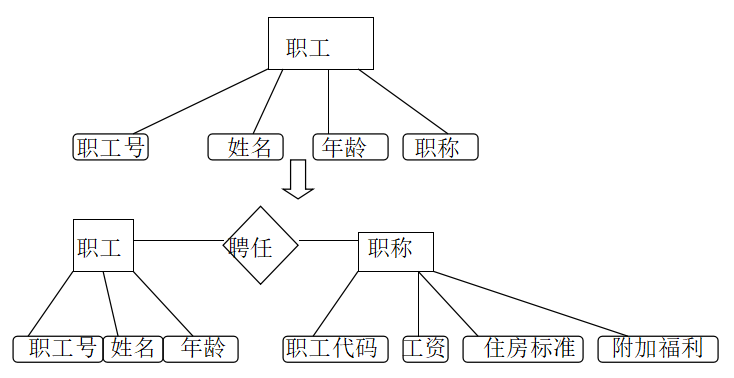 职工
职工号 姓名 年龄 职称
职工 聘任 职称
职工号 姓名 年龄 职工代码 工资 住房标准 附加福利